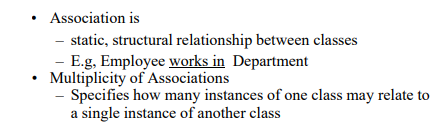 • Association is
– static, structural relationship between classes
– E.g, Employee works in Department
• Multiplicity of Associations
– Specifies how many instances of one class may relate to
a single instance of another class